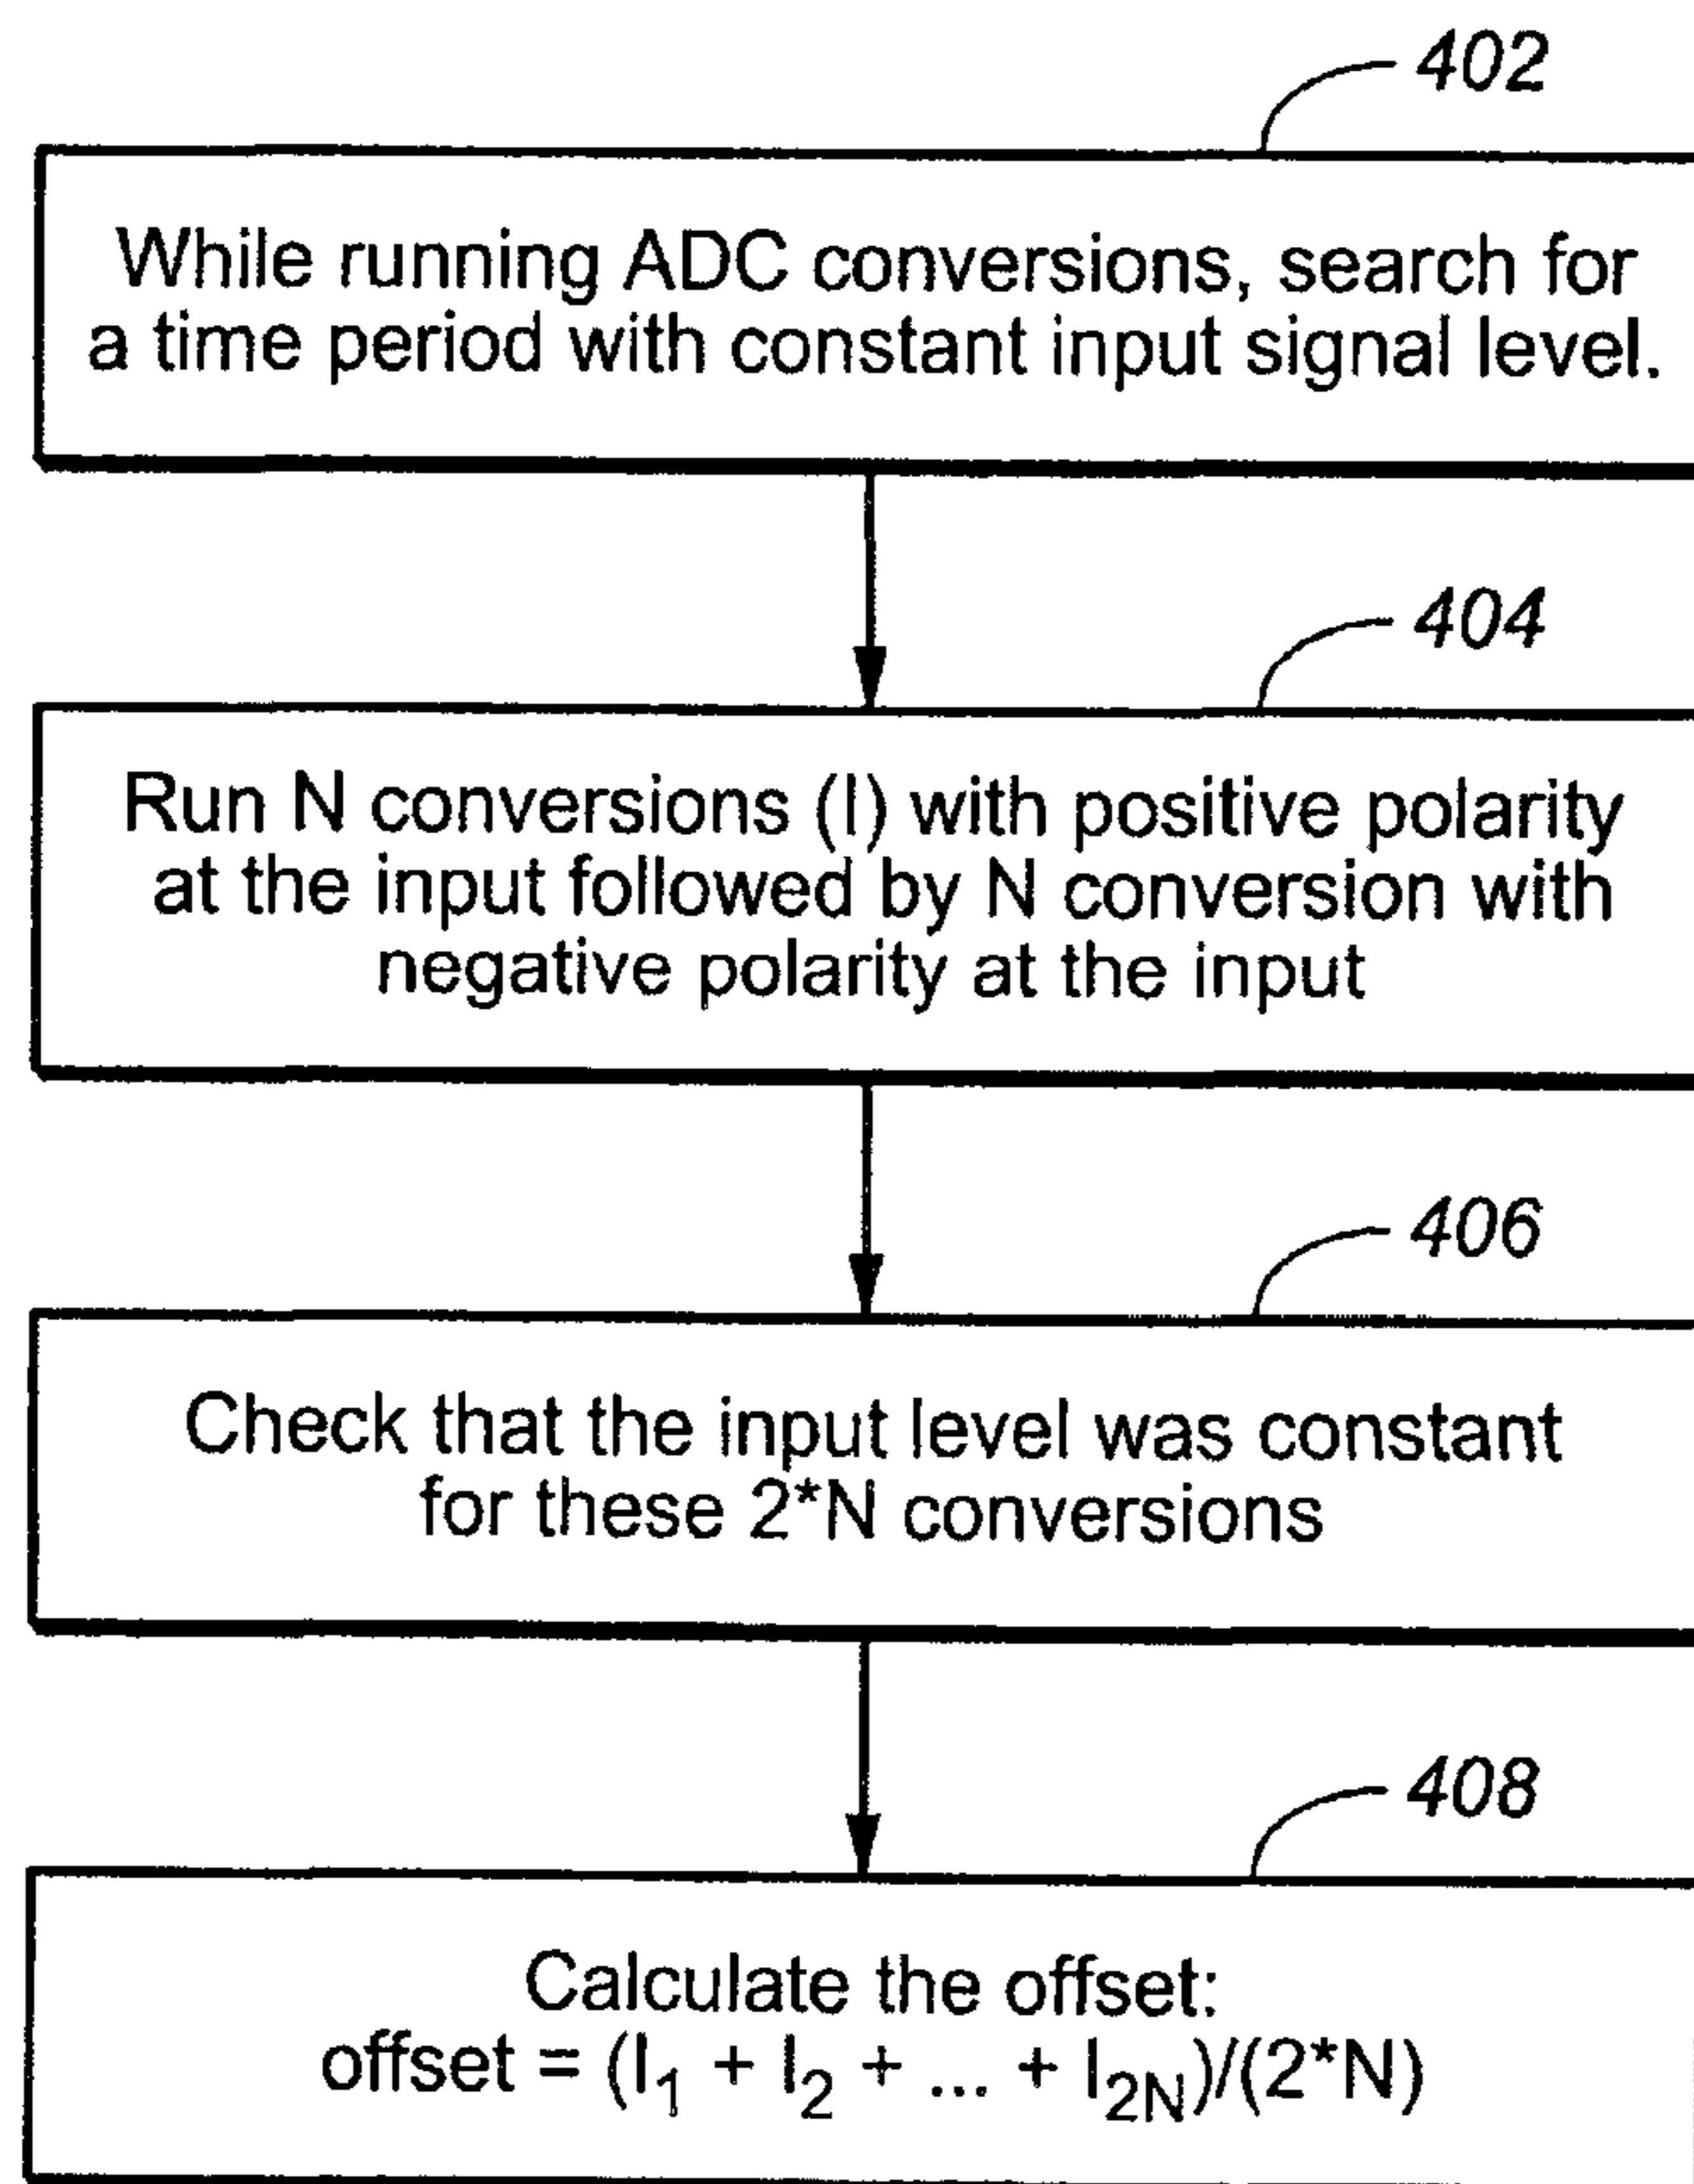 402
While running ADC conversions, search for
a time period with constant input signal level.
404
Run N conversions (I) with positive polarity
at the input followed by N conversion with
negative polarity at the input
406
Check that the input level was constant
for these 2*N conversions
408
Calculate the offset:
offset = (I₁ + I₂ + ... + I₂N)/(2*N)